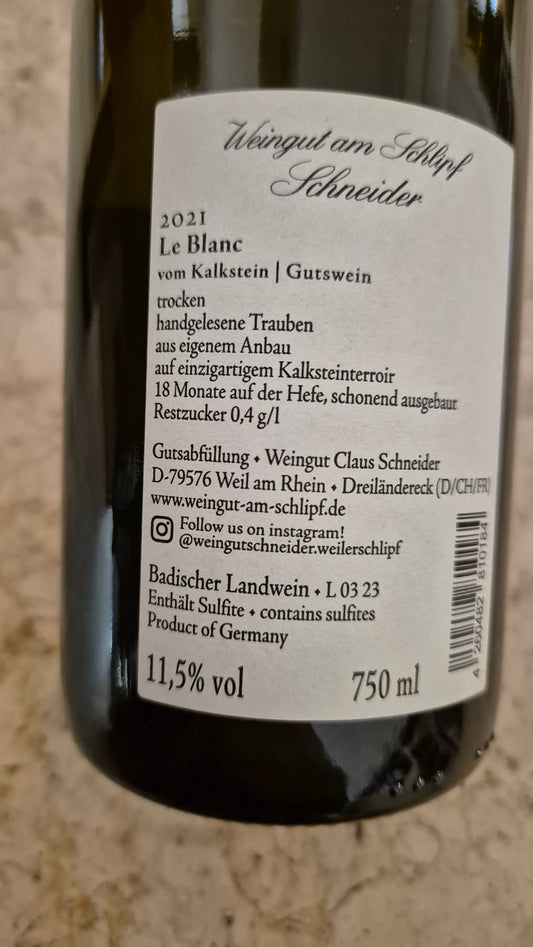 Weingut am Schlipf
Schneider
2021
Le Blanc
vom Kalkstein | Gutswein
trocken
handgelesene Trauben
aus eigenem Anbau
auf einzigartigem Kalksteinterroir
18 Monate auf der Hefe, schonend ausgebaut
Restzucker 0,4 g/l
Gutsabfüllung • Weingut Claus Schneider
D-79576 Weil am Rhein • Dreiländereck (D/CH/FR)
www.weingut-am-schlipf.de
Follow us on instagram!
@weingutschneider.weilerschlipf
Badischer Landwein • L 03 23
Enthält Sulfite • contains sulfites
Product of Germany
11,5% vol
750 ml
4 260482 810184